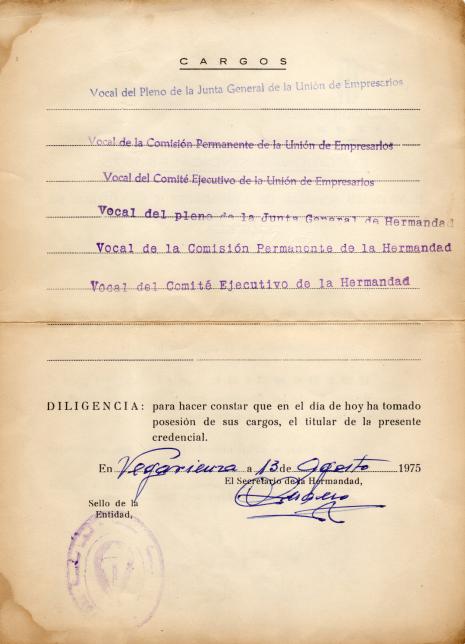 CARGOS
Vocal del Pleno de la Junta General de la Unión de Empresarios
Vocal de la Comisión Permanente de la Unión de Empresarios
Vocal del Comité Ejecutivo de la Unión de Empresarios
Vocal del pleno de la Junta General de Hermandad
Vocal de la Comisión Permanente de la Hermandad
Vocal del Comité Ejecutivo de la Hermandad
DILIGENCIA: para hacer constar que en el día de hoy ha tomado
posesión de sus cargos, el titular de la presente
credencial.
En Vegarienza a 13 de Agosto 1975
El Secretario de la Hermandad,
Sello de la
Entidad,